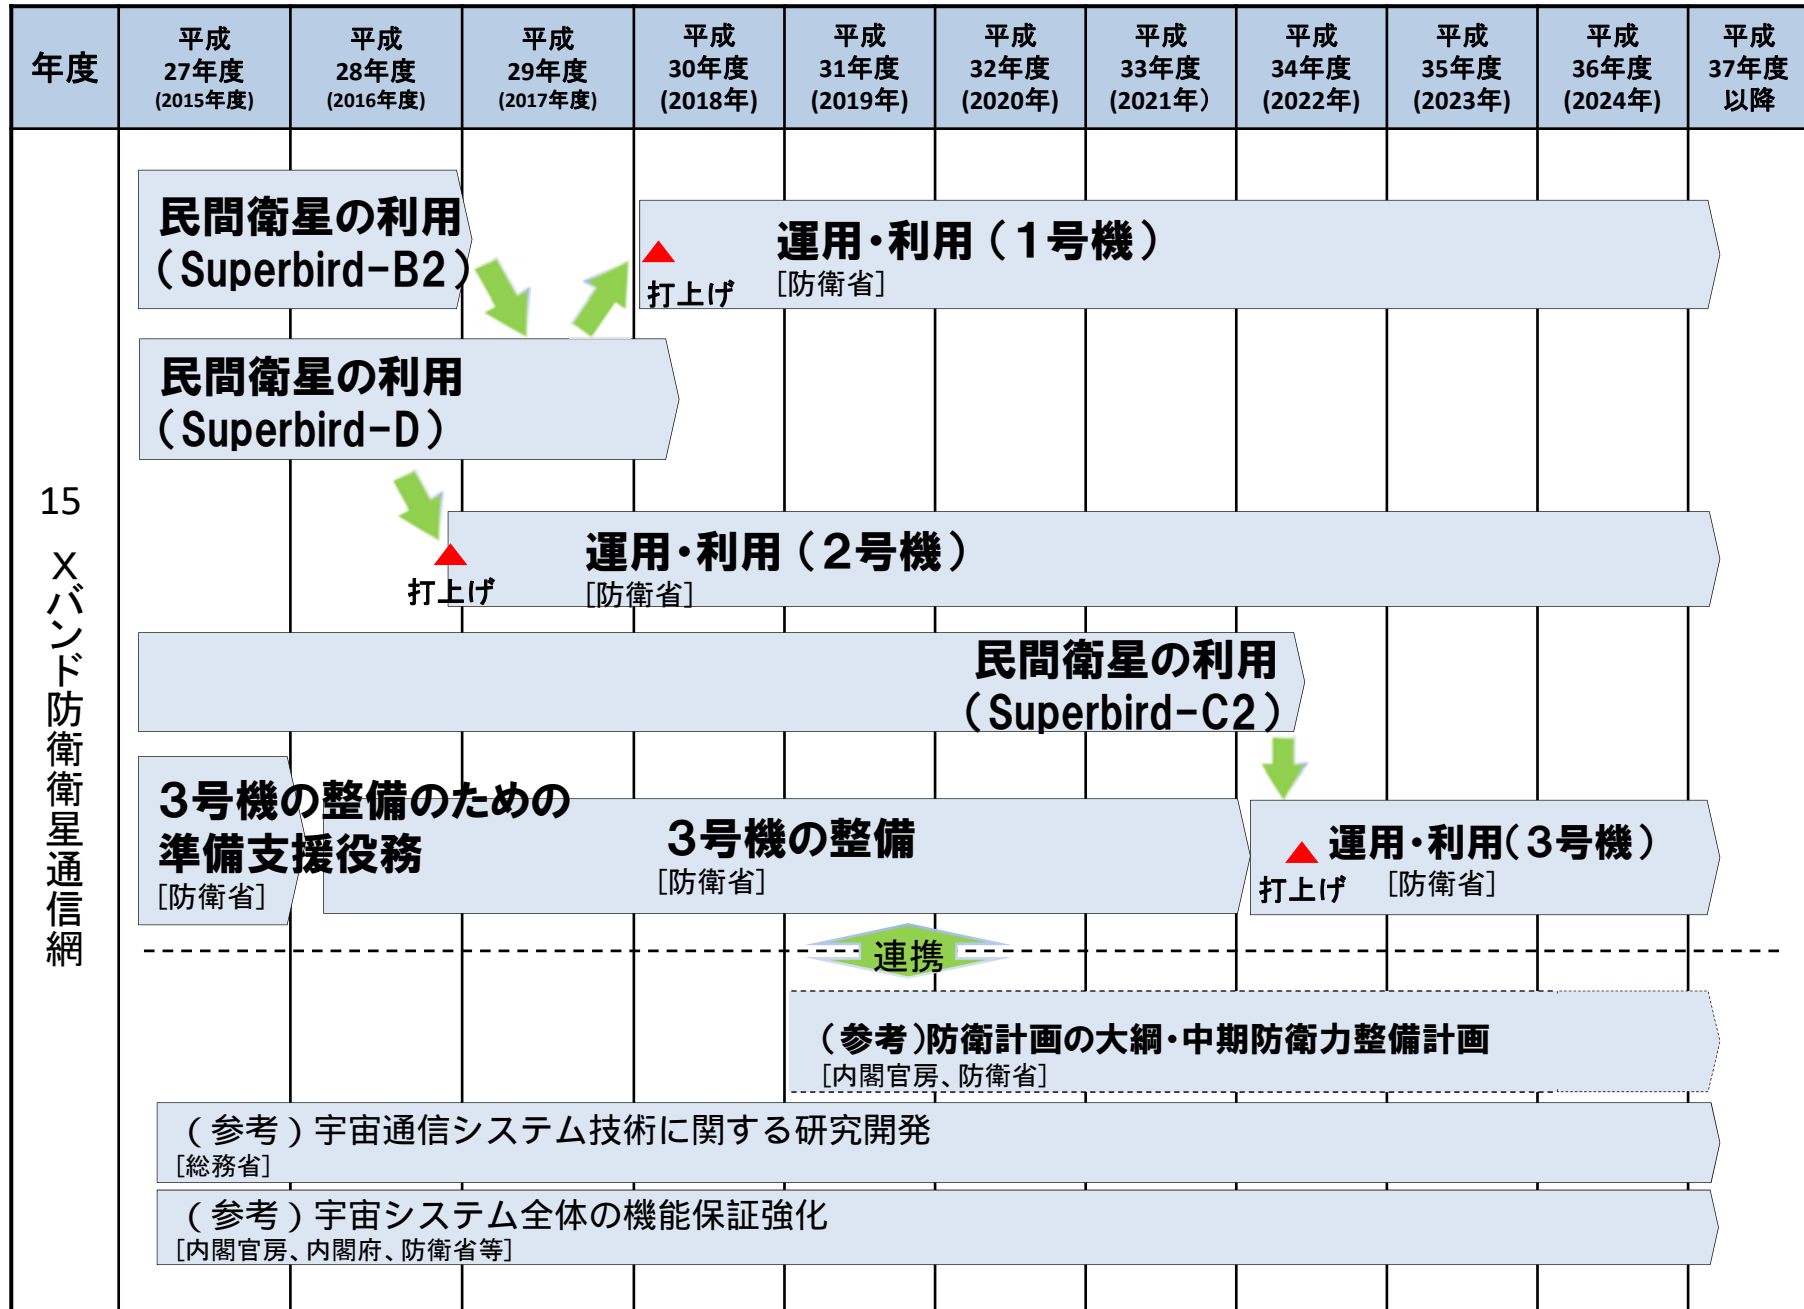 年度
平成
27年度
(2015年度)
平成
28年度
(2016年度)
平成
29年度
(2017年度)
平成
30年度
(2018年)
平成
31年度
(2019年)
平成
32年度
(2020年)
平成
33年度
(2021年）
平成
34年度
(2022年)
平成
35年度
(2023年)
平成
36年度
(2024年)
平成
37年度
以降
15 Xバンド防衛衛星通信網
民間衛星の利用
（Superbird-B2）
打上げ
運用・利用（１号機）
[防衛省]
民間衛星の利用
（Superbird-D）
打上げ
運用・利用（２号機）
[防衛省]
民間衛星の利用
（Superbird-C2）
３号機の整備のための
準備支援役務
[防衛省]
３号機の整備
[防衛省]
打上げ
運用・利用（３号機）
[防衛省]
連携
（参考）防衛計画の大綱・中期防衛力整備計画
[内閣官房、防衛省]
（参考）宇宙通信システム技術に関する研究開発
[総務省]
（参考）宇宙システム全体の機能保証強化
[内閣官房、内閣府、防衛省等]